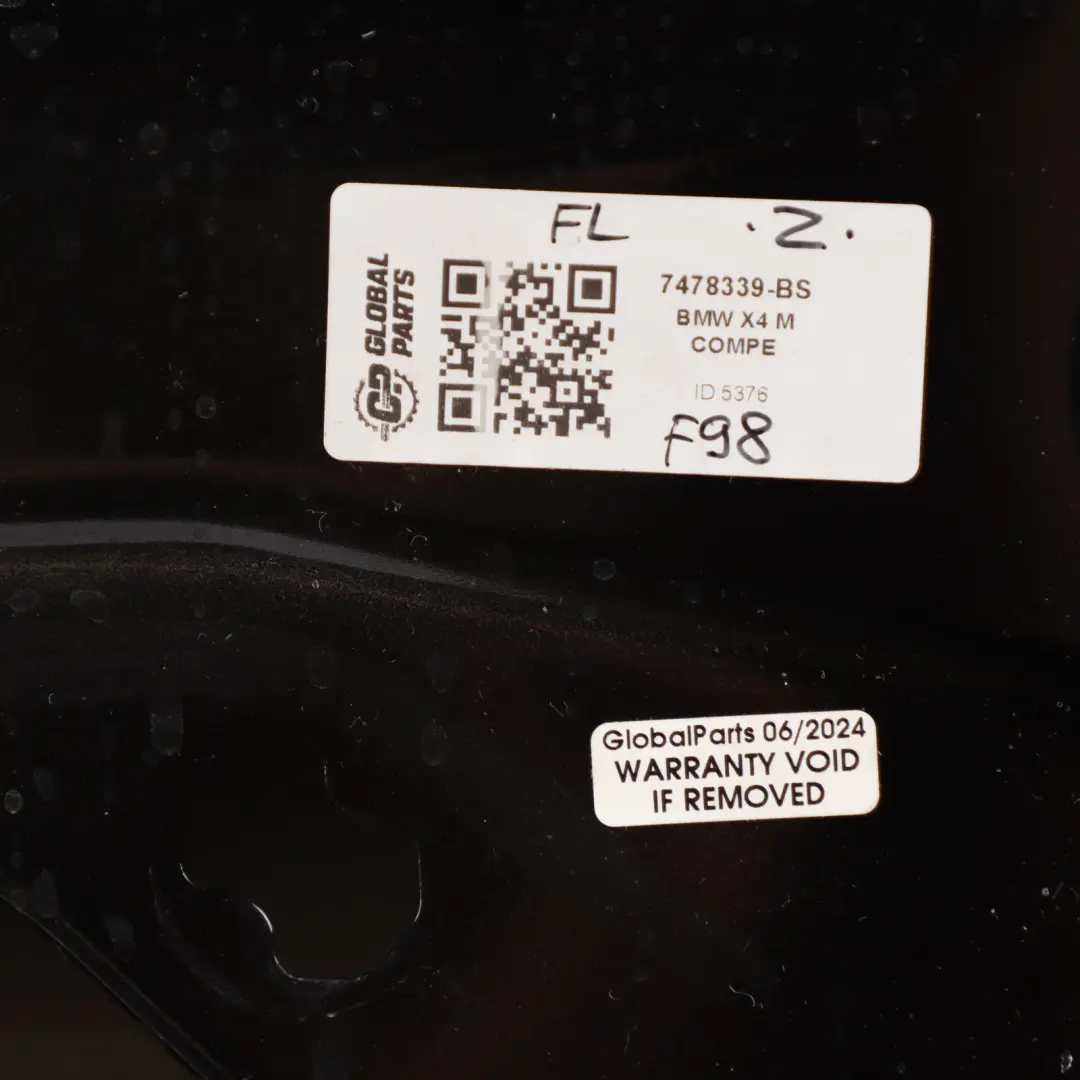 FL .Z.
GLOBAL
PARTS
7478339-BS
BMW X4 M
COMPE
ID 5376
F98
GlobalParts 06/2024
WARRANTY VOID
IF REMOVED